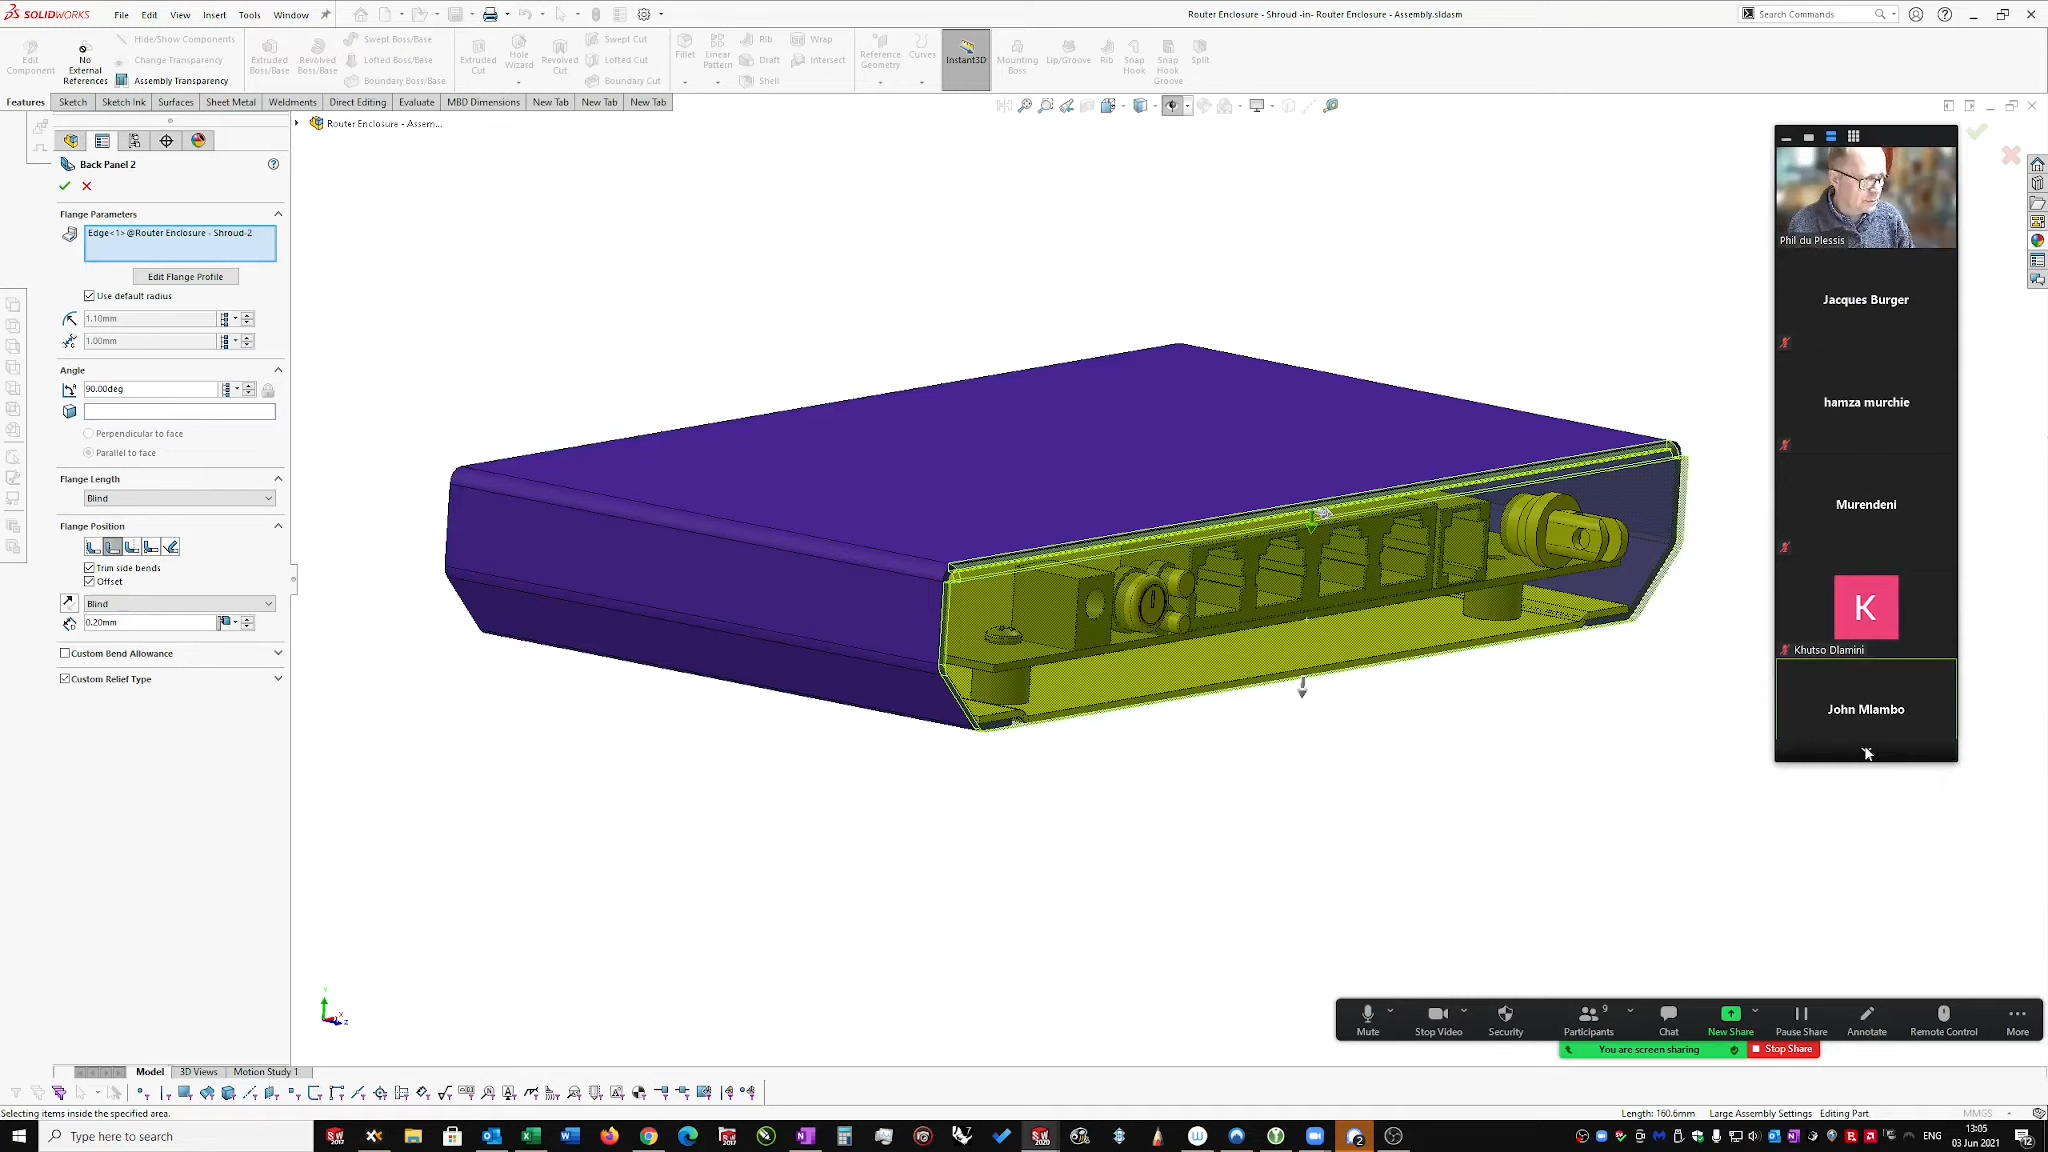 SOLIDWORKS File Edit View Insert Tools Window Router Enclosure - Shroud -in- Router Enclosure - Assembly.sldasm Search Commands
Edit Component
No External References
Hide/Show Components
Change Transparency
Assembly Transparency
Extruded Boss/Base
Revolved Boss/Base
Swept Boss/Base
Lofted Boss/Base
Boundary Boss/Base
Extruded Cut
Hole Wizard
Revolved Cut
Swept Cut
Lofted Cut
Boundary Cut
Fillet
Linear Pattern
Rib
Draft
Shell
Wrap
Intersect
Reference Geometry
Curves
Instant3D
Mounting Boss
Lip/Groove
Rib
Snap Hook
Snap Hook Groove
Split
Features Sketch Sketch Ink Surfaces Sheet Metal Weldments Direct Editing Evaluate MBD Dimensions New Tab New Tab New Tab
Router Enclosure - Assem...
Back Panel 2
Flange Parameters
Edge<1>@Router Enclosure - Shroud-2
Edit Flange Profile
Use default radius
1.10mm
1.00mm
Angle
90.00deg
Perpendicular to face
Parallel to face
Flange Length
Blind
Flange Position
Trim side bends
Offset
Blind
0.20mm
Custom Bend Allowance
Custom Relief Type
Phil du Plessis
Jacques Burger
hamza murchie
Murendeni
K
Khutso Dlamini
John Mlambo
Mute Stop Video Security Participants 9 Chat New Share Pause Share Annotate Remote Control More
You are screen sharing Stop Share
Model 3D Views Motion Study 1
Selecting items inside the specified area. Length: 160.6mm Large Assembly Settings Editing Part MMGS
Type here to search
ENG
13:05
03 Jun 2021